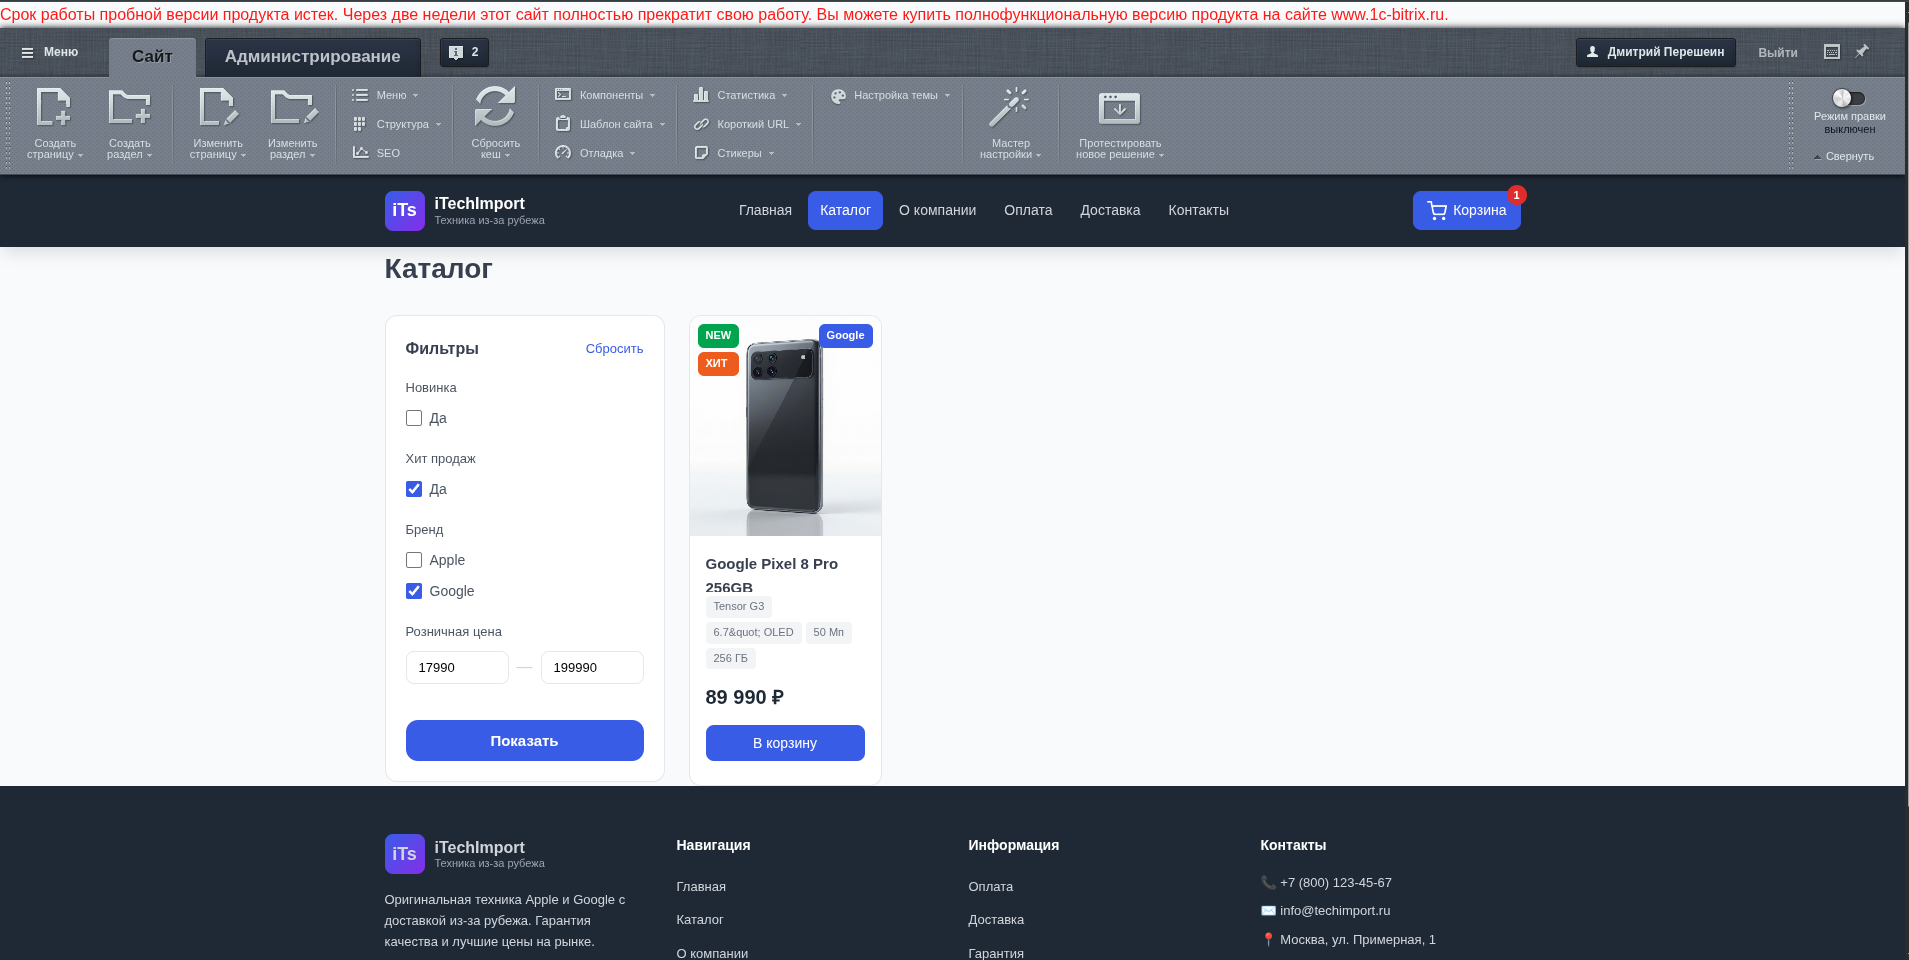 Срок работы пробной версии продукта истек. Через две недели этот сайт полностью прекратит свою работу. Вы можете купить полнофункциональную версию продукта на сайте www.1c-bitrix.ru.
Меню
Сайт
Администрирование
2
Дмитрий Перешеин
Выйти
Создать
страницу
Создать
раздел
Изменить
страницу
Изменить
раздел
Меню
Структура
SEO
Сбросить
кеш
Компоненты
Шаблон сайта
Отладка
Статистика
Короткий URL
Стикеры
Настройка темы
Мастер
настройки
Протестировать
новое решение
Режим правки
выключен
Свернуть
iTs
iTechImport
Техника из-за рубежа
Главная
Каталог
О компании
Оплата
Доставка
Контакты
Корзина
1
Каталог
Фильтры
Сбросить
Новинка
Да
Хит продаж
Да
Бренд
Apple
Google
Розничная цена
17990 — 199990
Показать
NEW
Google
ХИТ
Google Pixel 8 Pro
256GB
Tensor G3
6.7&quot; OLED
50 Мп
256 ГБ
89 990 ₽
В корзину
iTs
iTechImport
Техника из-за рубежа
Оригинальная техника Apple и Google с
доставкой из-за рубежа. Гарантия
качества и лучшие цены на рынке.
Навигация
Главная
Каталог
О компании
Информация
Оплата
Доставка
Гарантия
Контакты
+7 (800) 123-45-67
info@techimport.ru
Москва, ул. Примерная, 1